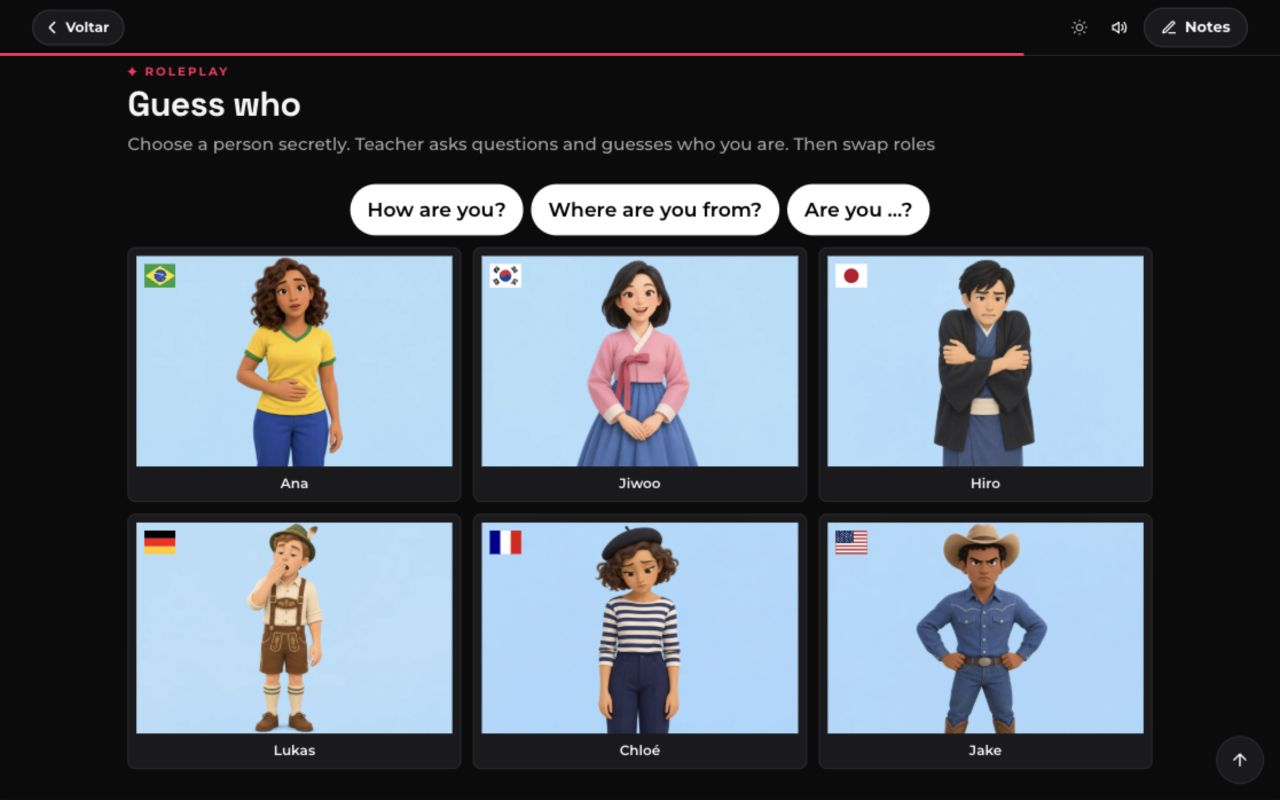 Voltar
Notes
ROLEPLAY
Guess who
Choose a person secretly. Teacher asks questions and guesses who you are. Then swap roles
How are you? Where are you from? Are you ...?
Ana Jiwoo Hiro
Lukas Chloé Jake